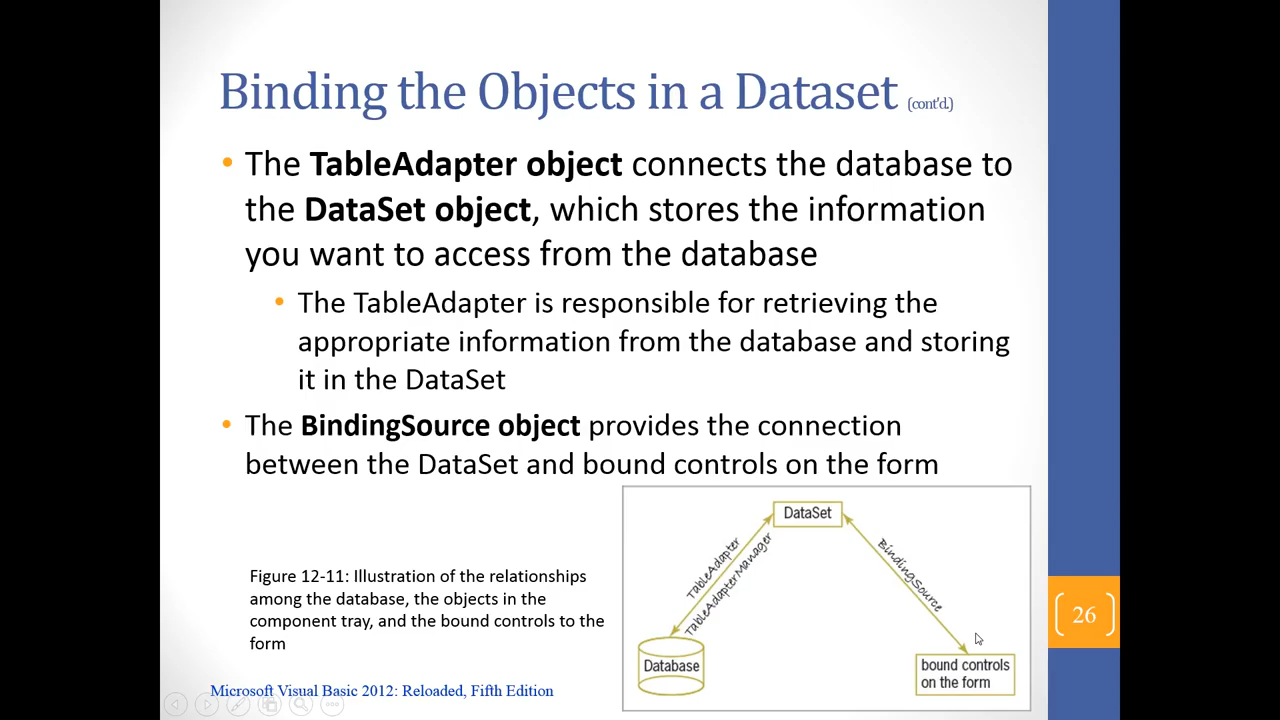 Binding the Objects in a Dataset (cont'd.)
• The TableAdapter object connects the database to
the DataSet object, which stores the information
you want to access from the database
• The TableAdapter is responsible for retrieving the
appropriate information from the database and storing
it in the DataSet
• The BindingSource object provides the connection
between the DataSet and bound controls on the form
DataSet
TableAdapter
TableAdapterManager
BindingSource
Database
bound controls
on the form
Figure 12-11: Illustration of the relationships
among the database, the objects in the
component tray, and the bound controls to the
form
26
Microsoft Visual Basic 2012: Reloaded, Fifth Edition